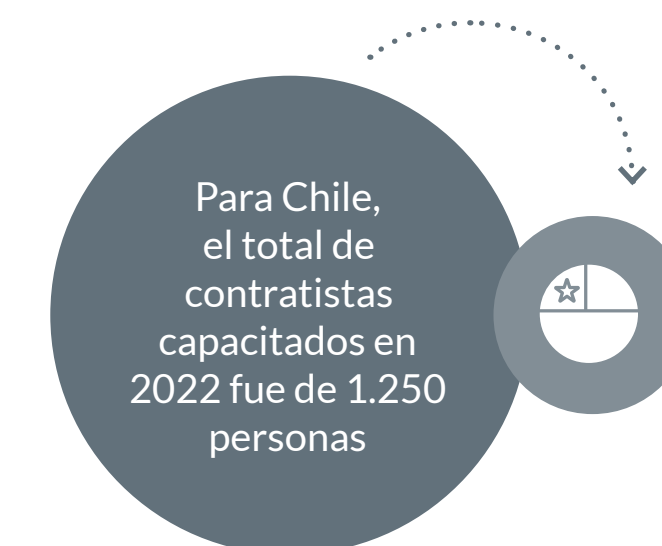 Para Chile,
el total de
contratistas
capacitados en
2022 fue de 1.250
personas